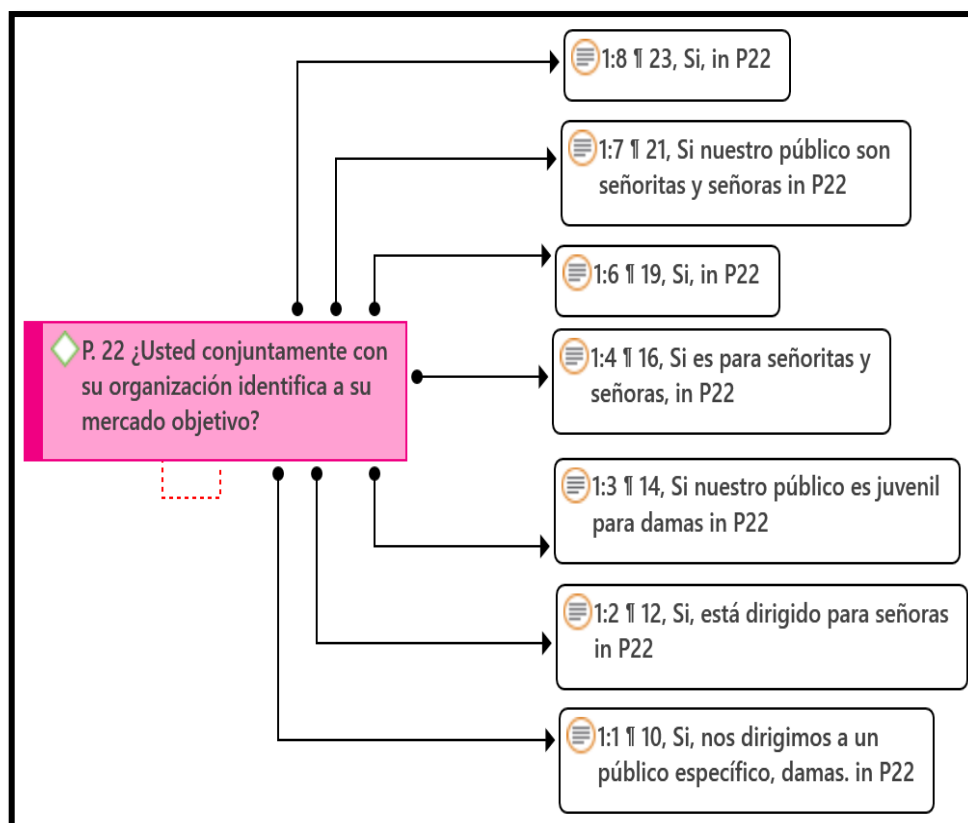 1:8 ¶ 23, Si, in P22
1:7 ¶ 21, Si nuestro público son
señoritas y señoras in P22
1:6 ¶ 19, Si, in P22
P. 22 ¿Usted conjuntamente con
su organización identifica a su
mercado objetivo?
1:4 ¶ 16, Si es para señoritas y
señoras, in P22
1:3 ¶ 14, Si nuestro público es juvenil
para damas in P22
1:2 ¶ 12, Si, está dirigido para señoras
in P22
1:1 ¶ 10, Si, nos dirigimos a un
público específico, damas. in P22